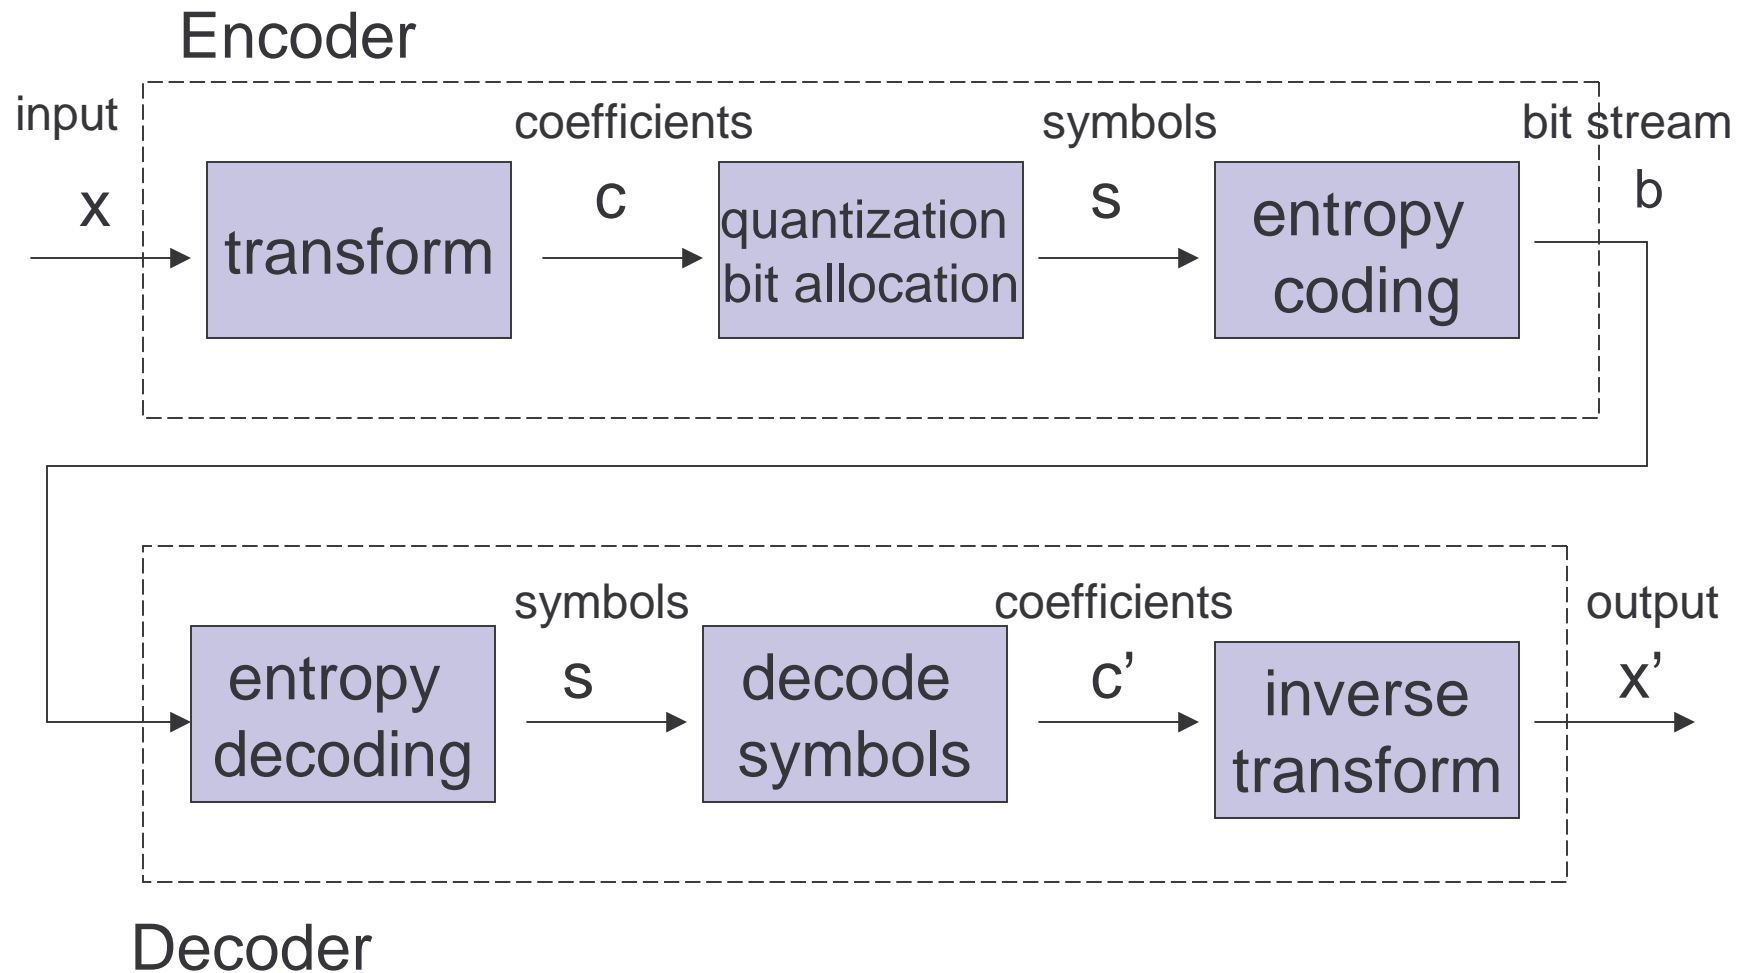 Encoder
input
coefficients
symbols
bit stream
x
c
s
b
transform
quantization
bit allocation
entropy
coding
symbols
coefficients
output
s
c’
x’
entropy
decoding
decode
symbols
inverse
transform
Decoder